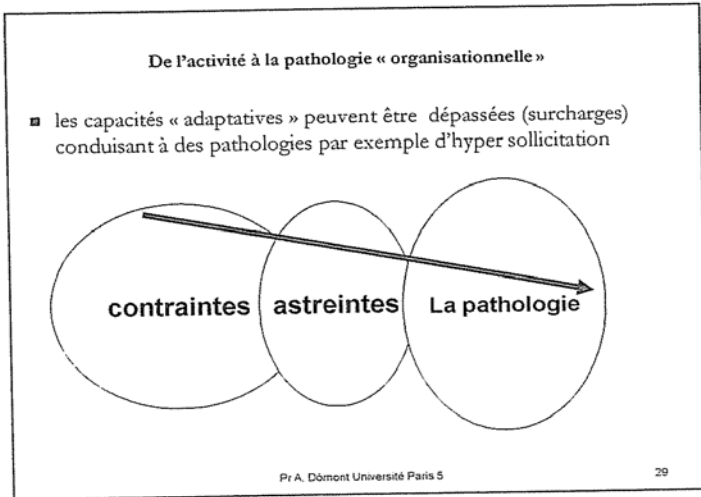 De l'activité à la pathologie « organisationnelle »
les capacités « adaptatives » peuvent être dépassées (surcharges)
conduisant à des pathologies par exemple d'hyper sollicitation
contraintes astreintes La pathologie
Pr A. Dômont Université Paris 5
29